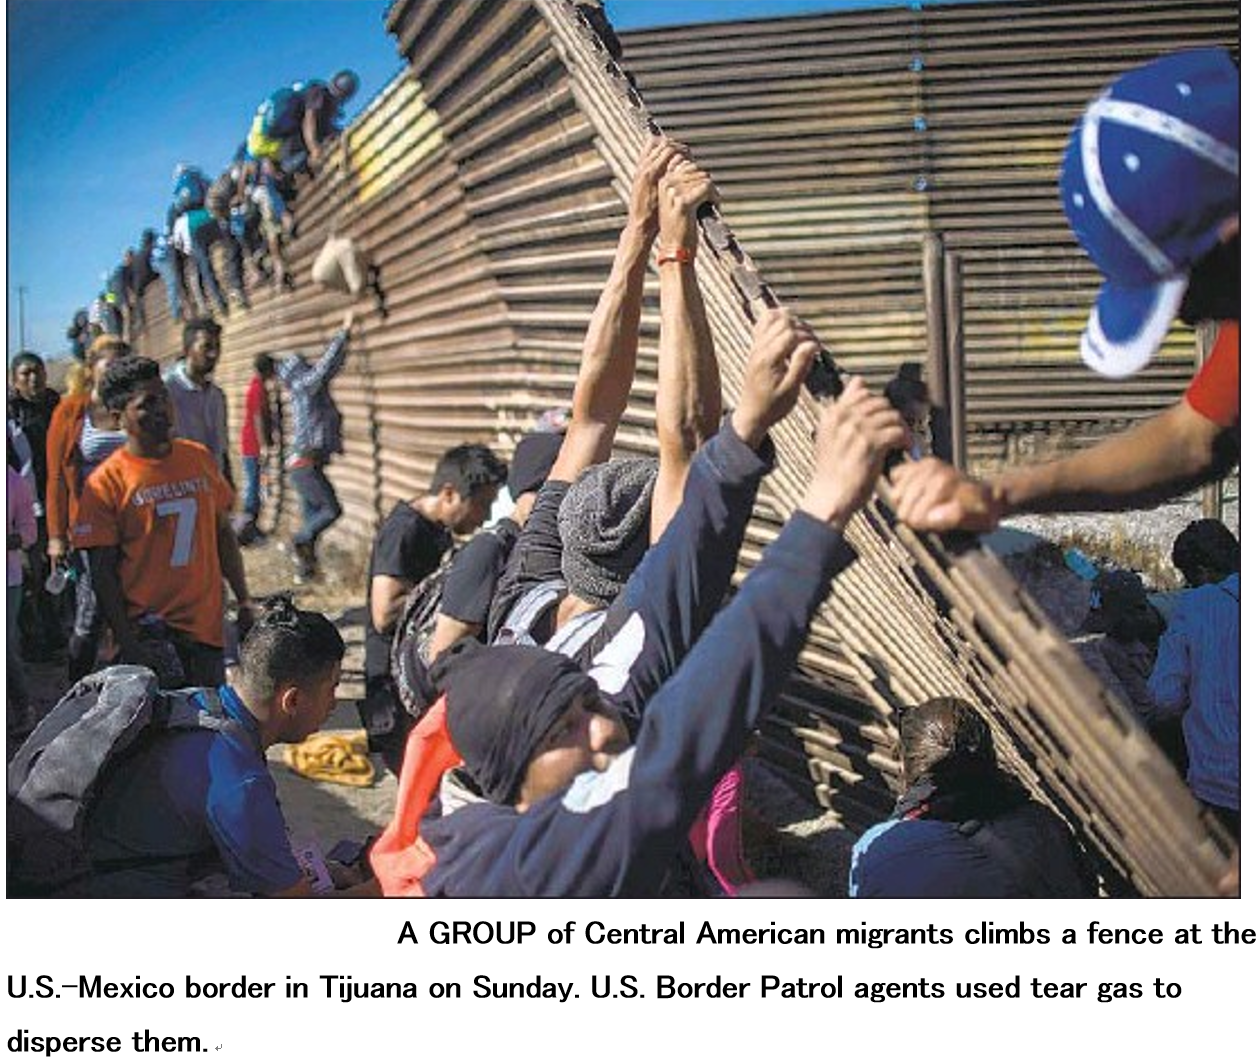 7
A GROUP of Central American migrants climbs a fence at the
U.S.-Mexico border in Tijuana on Sunday. U.S. Border Patrol agents used tear gas to
disperse them.